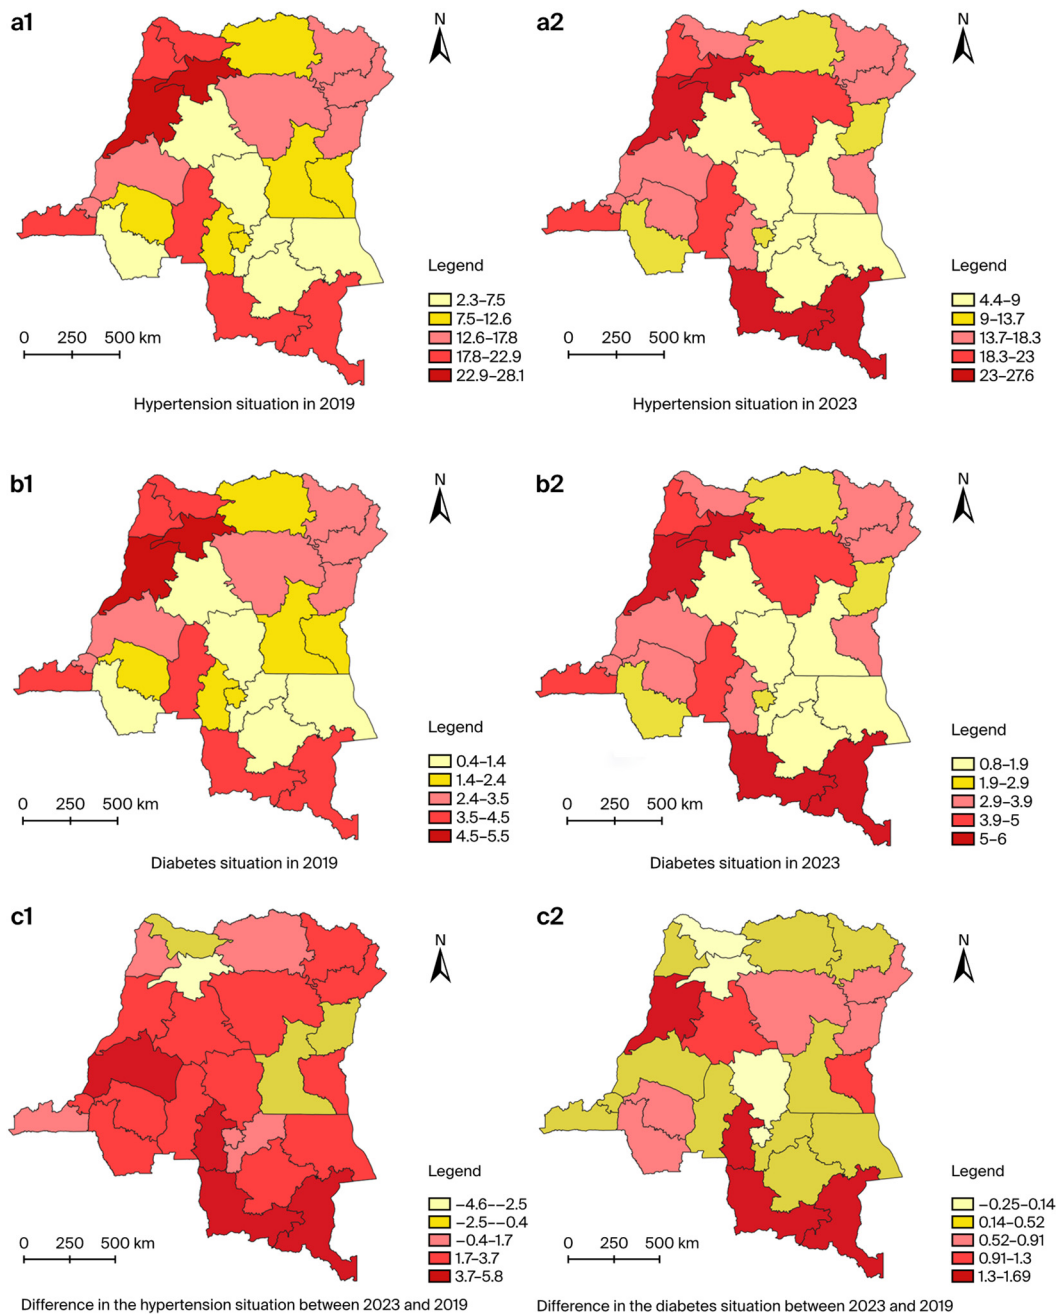 a1
N
Legend
2.3–7.5
7.5–12.6
12.6–17.8
17.8–22.9
22.9–28.1
0 250 500 km
Hypertension situation in 2019
a2
N
Legend
4.4–9
9–13.7
13.7–18.3
18.3–23
23–27.6
0 250 500 km
Hypertension situation in 2023
b1
N
Legend
0.4–1.4
1.4–2.4
2.4–3.5
3.5–4.5
4.5–5.5
0 250 500 km
Diabetes situation in 2019
b2
N
Legend
0.8–1.9
1.9–2.9
2.9–3.9
3.9–5
5–6
0 250 500 km
Diabetes situation in 2023
c1
N
Legend
−4.6–−2.5
−2.5–−0.4
−0.4–1.7
1.7–3.7
3.7–5.8
0 250 500 km
Difference in the hypertension situation between 2023 and 2019
c2
N
Legend
−0.25–0.14
0.14–0.52
0.52–0.91
0.91–1.3
1.3–1.69
0 250 500 km
Difference in the diabetes situation between 2023 and 2019